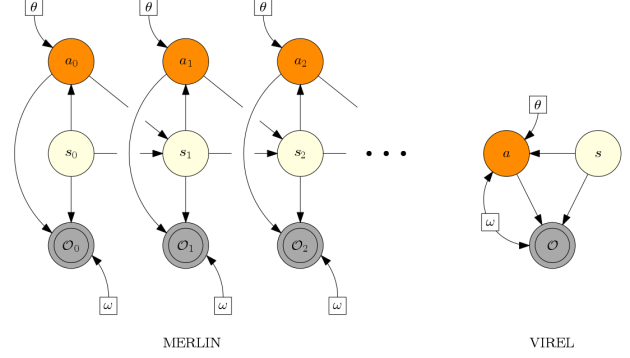 θ θ θ
a₀ a₁ a₂
θ
s₀ s₁ s₂ • • • a s
ω
𝒪₀ 𝒪₁ 𝒪₂ 𝒪
ω ω ω
MERLIN VIREL